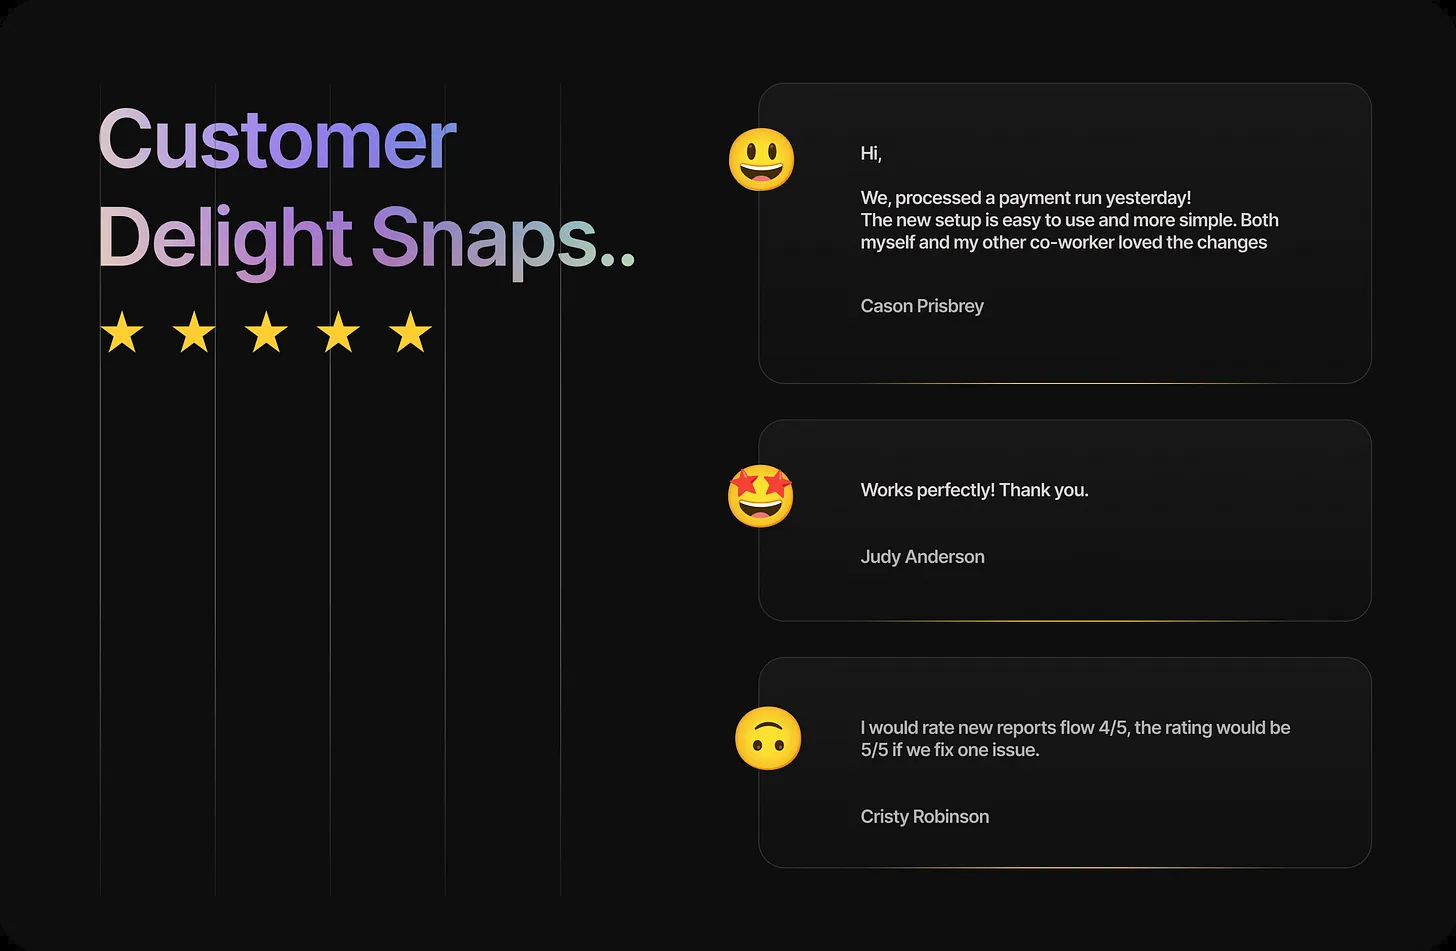 Customer
Delight Snaps..
Hi,
We, processed a payment run yesterday!
The new setup is easy to use and more simple. Both
myself and my other co-worker loved the changes
Cason Prisbrey
Works perfectly! Thank you.
Judy Anderson
I would rate new reports flow 4/5, the rating would be
5/5 if we fix one issue.
Cristy Robinson